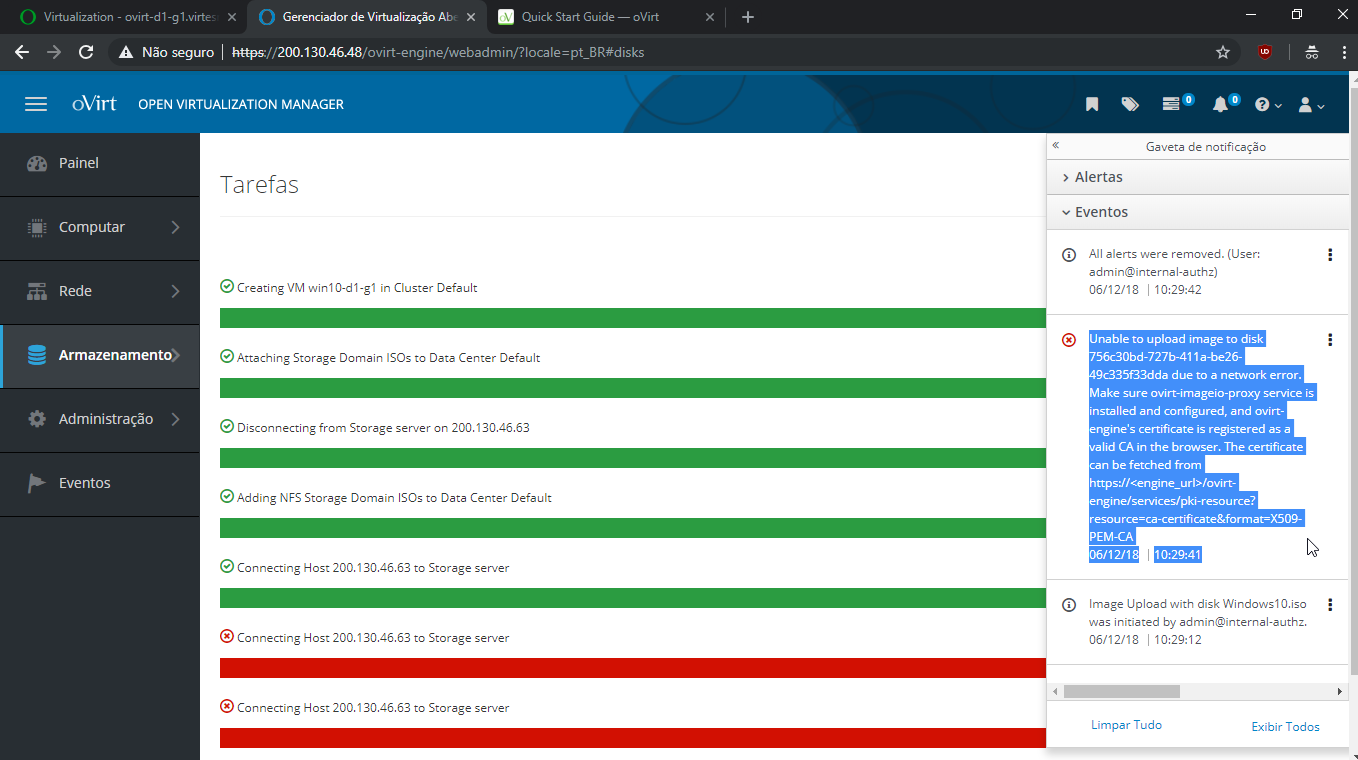 Virtualization - ovirt-d1-g1.virtes
Gerenciador de Virtualização Abe
Quick Start Guide — oVirt
Não seguro
https://200.130.46.48/ovirt-engine/webadmin/?locale=pt_BR#disks
oVirt OPEN VIRTUALIZATION MANAGER
0
0
Painel
Computar
Rede
Armazenamento
Administração
Eventos
Tarefas
Creating VM win10-d1-g1 in Cluster Default
Attaching Storage Domain ISOs to Data Center Default
Disconnecting from Storage server on 200.130.46.63
Adding NFS Storage Domain ISOs to Data Center Default
Connecting Host 200.130.46.63 to Storage server
Connecting Host 200.130.46.63 to Storage server
Connecting Host 200.130.46.63 to Storage server
Gaveta de notificação
Alertas
Eventos
All alerts were removed. (User:
admin@internal-authz)
06/12/18 | 10:29:42
Unable to upload image to disk
756c30bd-727b-411a-be26-
49c335f33dda due to a network error.
Make sure ovirt-imageio-proxy service is
installed and configured, and ovirt-
engine's certificate is registered as a
valid CA in the browser. The certificate
can be fetched from
https://<engine_url>/ovirt-
engine/services/pki-resource?
resource=ca-certificate&format=X509-
PEM-CA
06/12/18 | 10:29:41
Image Upload with disk Windows10.iso
was initiated by admin@internal-authz.
06/12/18 | 10:29:12
Limpar Tudo
Exibir Todos